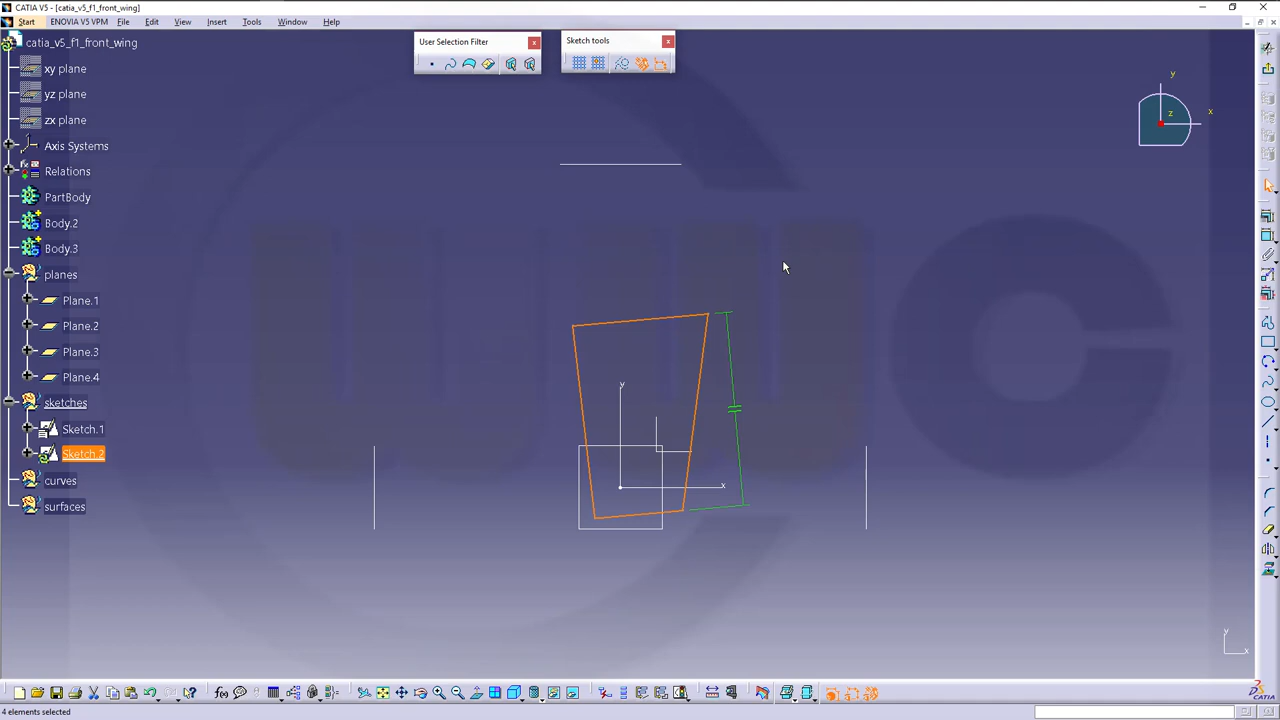 CATIA V5 - [catia_v5_f1_front_wing]
Start ENOVIA V5 VPM File Edit View Insert Tools Window Help
catia_v5_f1_front_wing
User Selection Filter
Sketch tools
xy plane
yz plane
zx plane
Axis Systems
Relations
PartBody
Body.2
Body.3
planes
Plane.1
Plane.2
Plane.3
Plane.4
sketches
Sketch.1
Sketch.2
curves
surfaces
y
x
z
y
x
y
x
f(x)
CATIA
4 elements selected